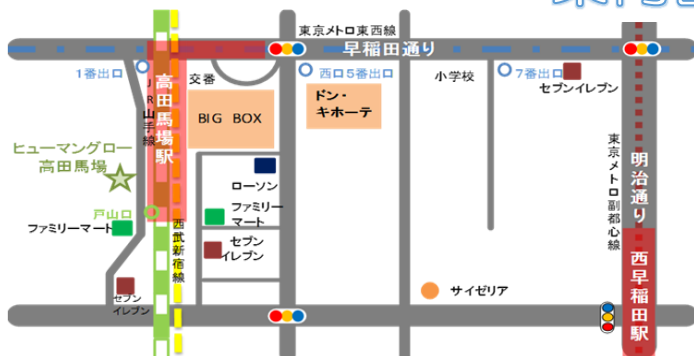 東京メトロ東西線
早稲田通り
1番出口
交番
西口5番出口
小学校
7番出口
セブンイレブン
JR山手線
高田馬場駅
BIG BOX
ドン・
キホーテ
ヒューマングロー
高田馬場
ローソン
東京メトロ副都心線
明治通り
戸山口
ファミリーマート
ファミリー
マート
西武新宿線
セブン
イレブン
西早稲田駅
セブン
イレブン
サイゼリア